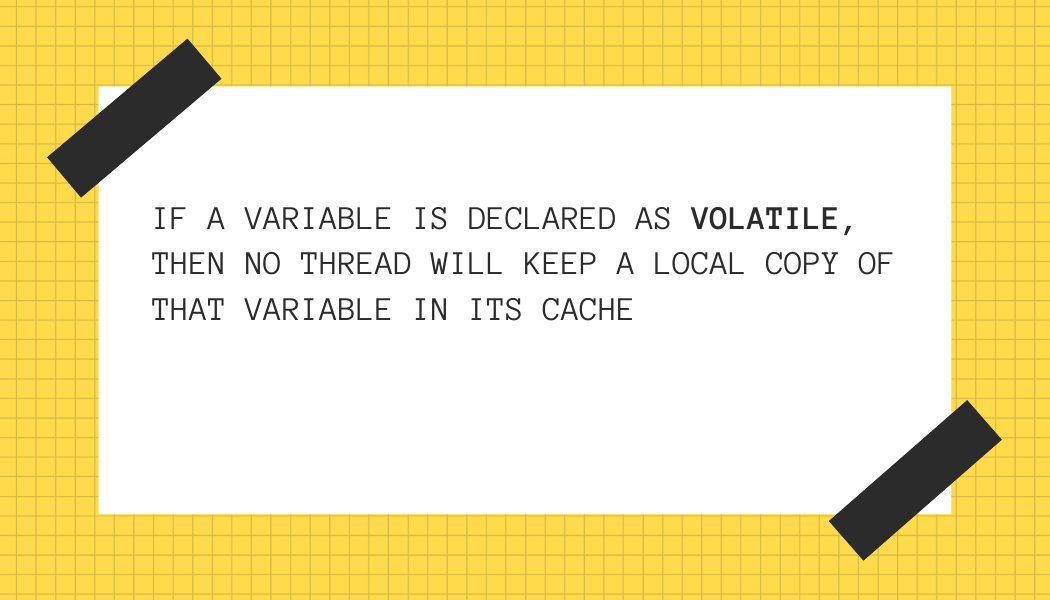 IF A VARIABLE IS DECLARED AS VOLATILE,
THEN NO THREAD WILL KEEP A LOCAL COPY OF
THAT VARIABLE IN ITS CACHE